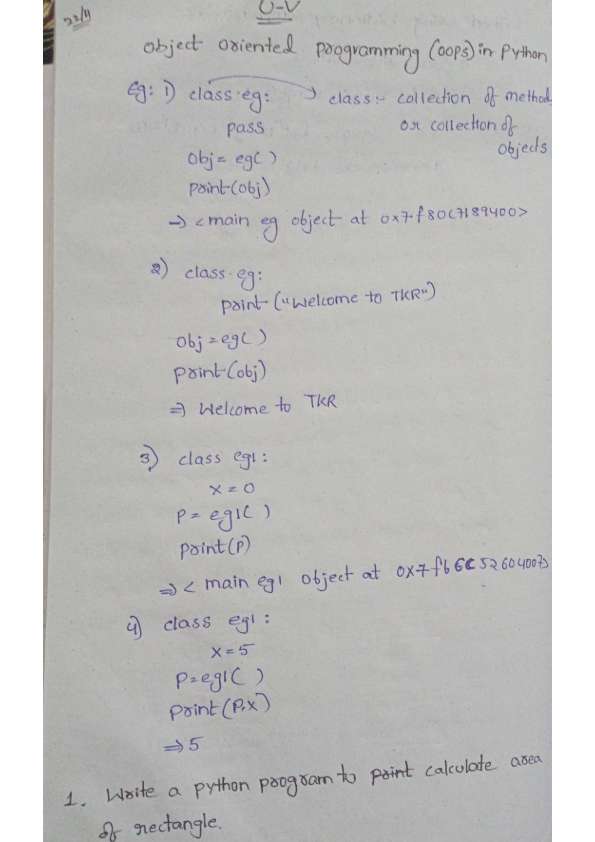 22/11
U-V
object oriented programming (oops) in Python
Eg: 1) class eg: → class:- collection of method
pass or collection of
objects
Obj = eg( )
print(obj)
→ <main eg object at 0x7f80C7189400>
2) class eg:
print ("Welcome to TKR")
Obj = eg( )
print(obj)
⇒ Welcome to TKR
3) class eg1:
x = 0
P = eg1( )
print(P)
⇒ < main eg1 object at 0x7fb6C52604007>
4) class eg1:
x = 5
P = eg1( )
print(P.x)
⇒ 5
1. Write a python program to print calculate area
of rectangle.